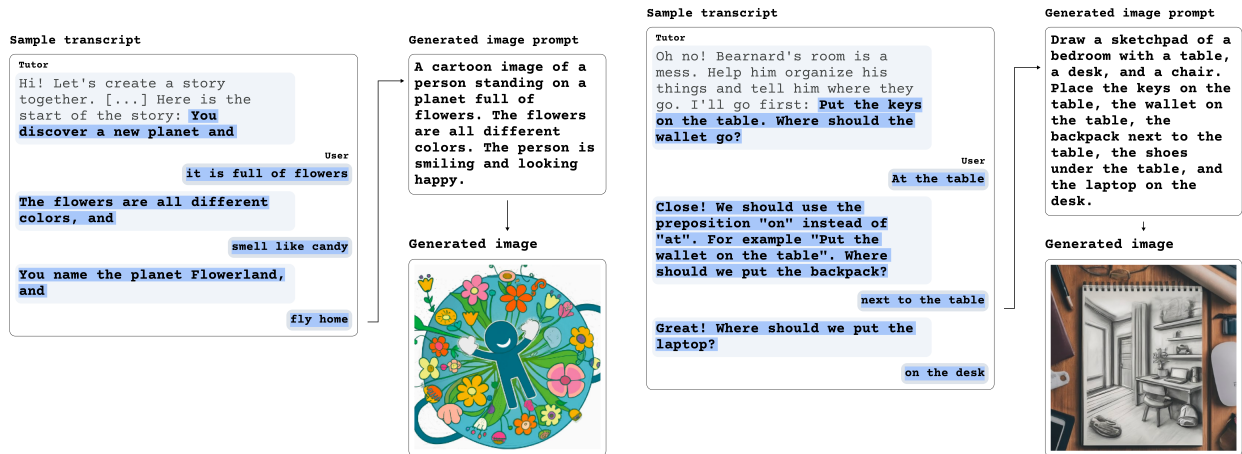 Sample transcript
Tutor
Hi! Let's create a story
together. [...] Here is the
start of the story: You
discover a new planet and
User
it is full of flowers
The flowers are all different
colors, and
smell like candy
You name the planet Flowerland,
and
fly home
Generated image prompt
A cartoon image of a
person standing on a
planet full of
flowers. The flowers
are all different
colors. The person is
smiling and looking
happy.
Generated image
Sample transcript
Tutor
Oh no! Bearnard's room is a
mess. Help him organize his
things and tell him where they
go. I'll go first: Put the keys
on the table. Where should the
wallet go?
User
At the table
Close! We should use the
preposition "on" instead of
"at". For example "Put the
wallet on the table". Where
should we put the backpack?
next to the table
Great! Where should we put the
laptop?
on the desk
Generated image prompt
Draw a sketchpad of a
bedroom with a table,
a desk, and a chair.
Place the keys on the
table, the wallet on
the table, the
backpack next to the
table, the shoes
under the table, and
the laptop on the
desk.
Generated image